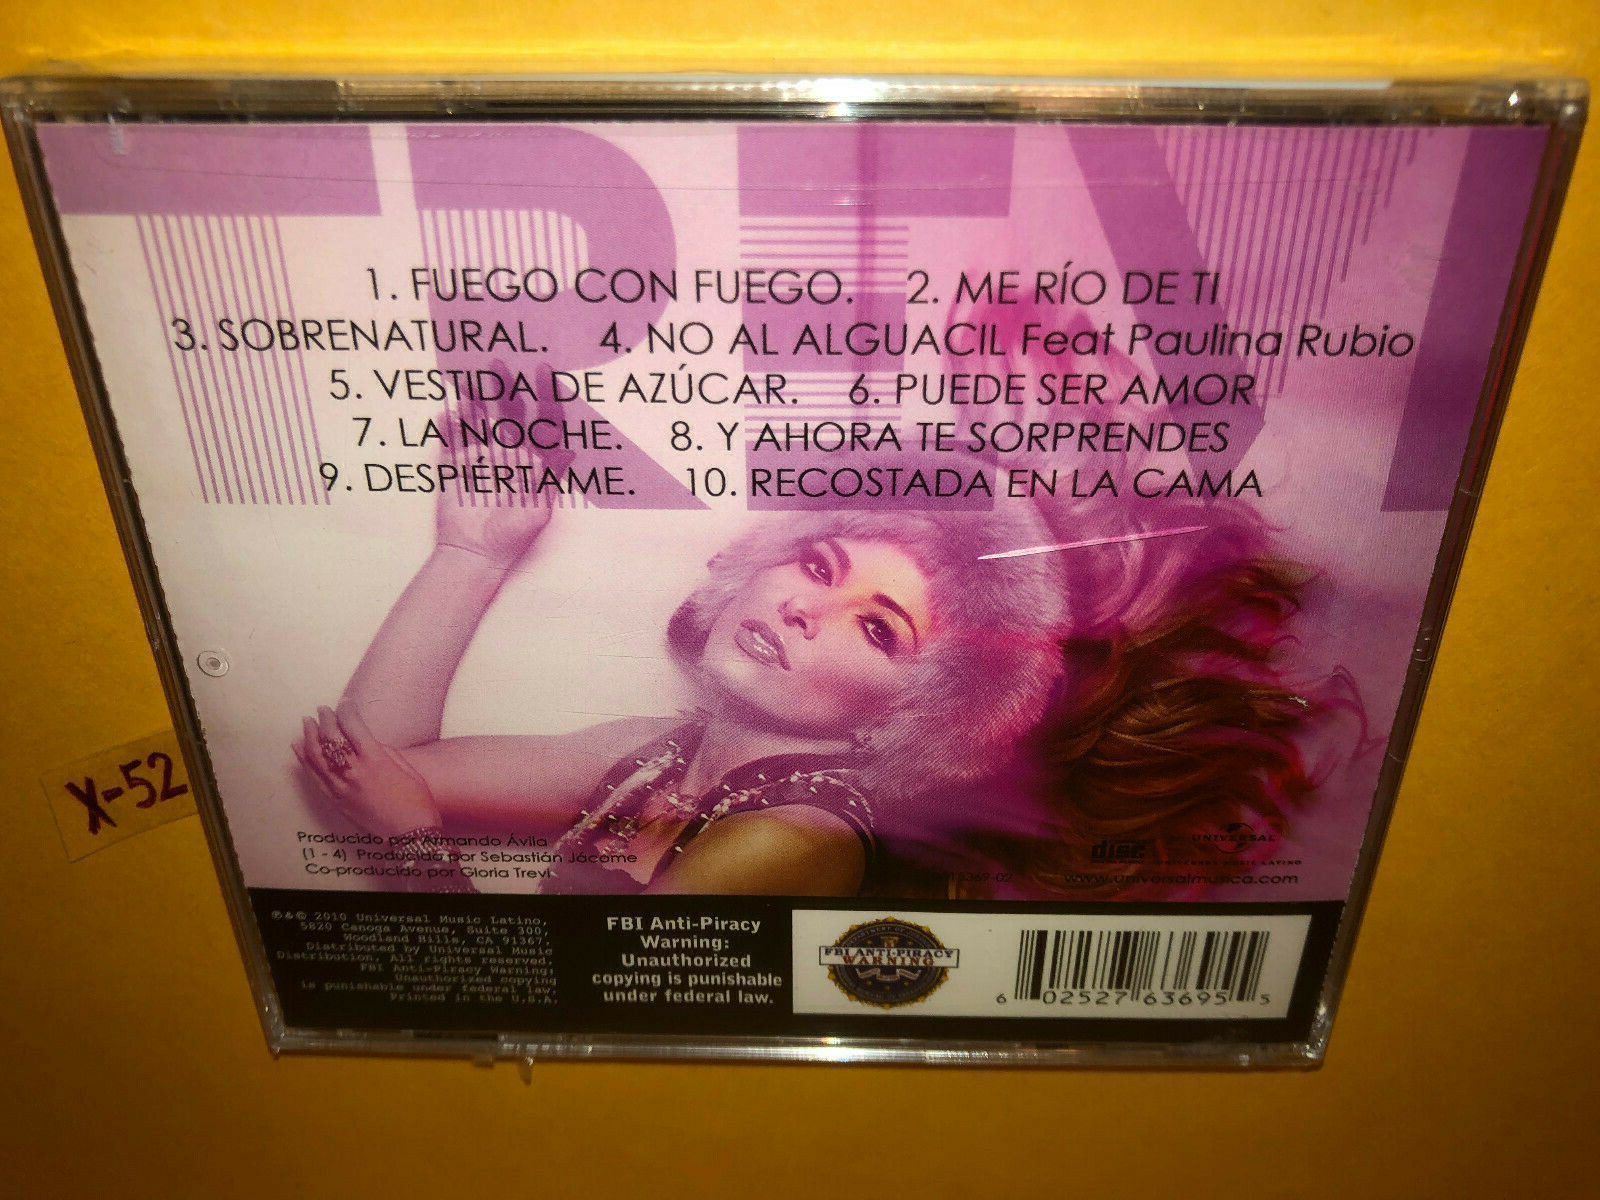 TREV
1. FUEGO CON FUEGO. 2. ME RÍO DE TI
3. SOBRENATURAL. 4. NO AL ALGUACIL Feat Paulina Rubio
5. VESTIDA DE AZÚCAR. 6. PUEDE SER AMOR
7. LA NOCHE. 8. Y AHORA TE SORPRENDES
9. DESPIÉRTAME. 10. RECOSTADA EN LA CAMA
X-52
Producido por Armando Ávila
(1 - 4) Producido por Sebastián Jácome
Co-producido por Gloria Trevi
disc
UNIVERSAL
UNIVERSAL MUSIC LATINO
www.universalmusica.com
℗&© 2010 Universal Music Latino,
5820 Canoga Avenue, Suite 300,
Woodland Hills, CA 91367.
Distributed by Universal Music
Distribution. All rights reserved.
FBI Anti-Piracy Warning:
Unauthorized copying
is punishable under federal law.
Printed in the U.S.A.
FBI Anti-Piracy
Warning:
Unauthorized
copying is punishable
under federal law.
FBI ANTI-PIRACY
WARNING
6 02527 63695 5